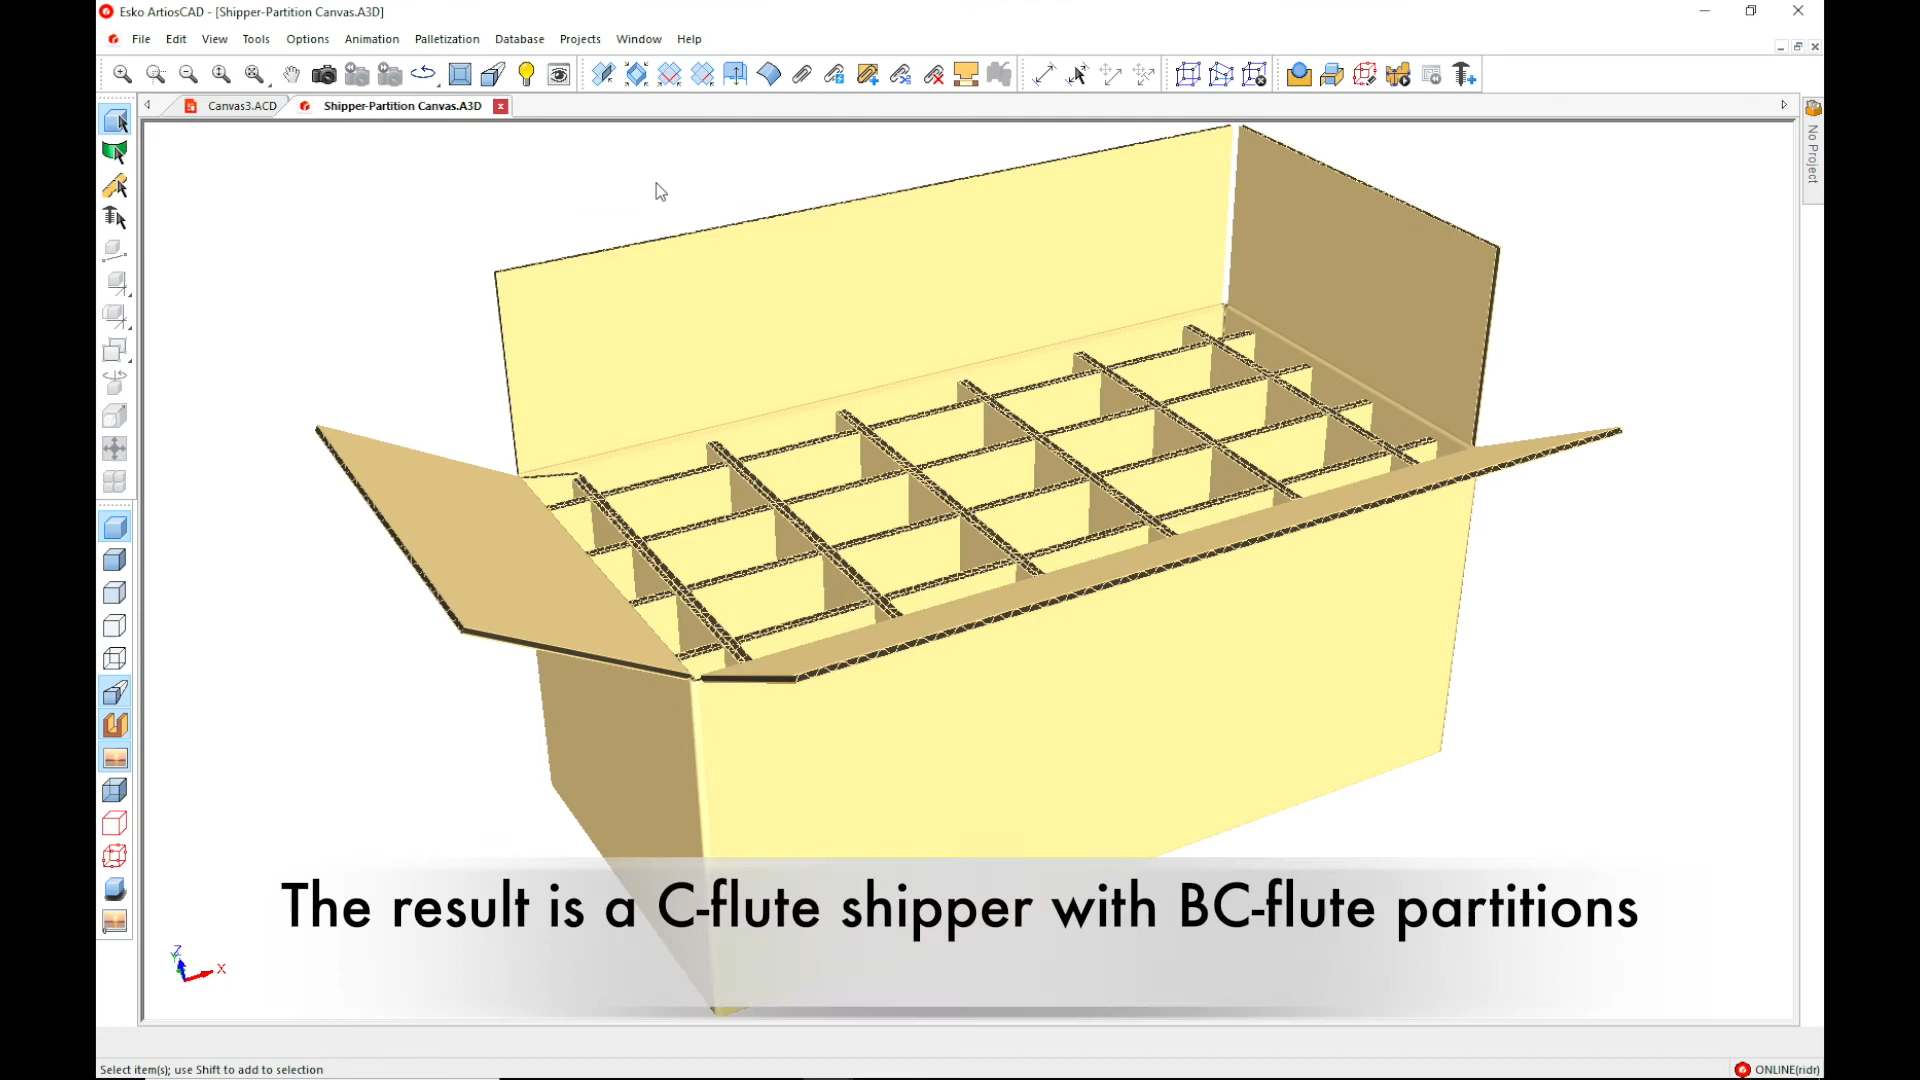 Esko ArtiosCAD - [Shipper-Partition Canvas.A3D]
File Edit View Tools Options Animation Palletization Database Projects Window Help
Canvas3.ACD Shipper-Partition Canvas.A3D
No Project
The result is a C-flute shipper with BC-flute partitions
Z
Y
X
Select item(s); use Shift to add to selection ONLINE(ridr)